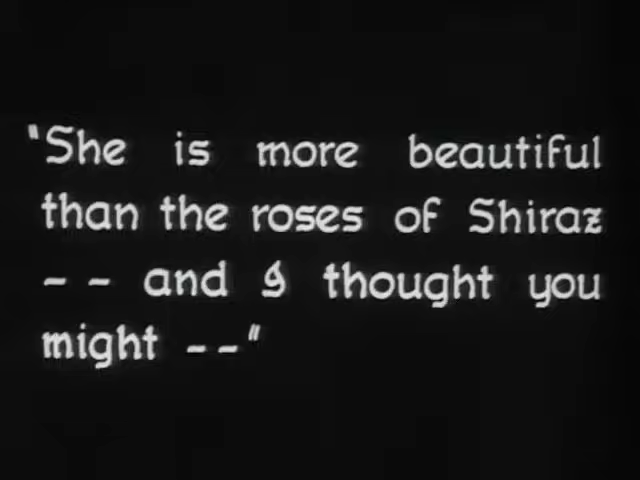 "She is more beautiful
than the roses of Shiraz
-- and I thought you
might --"